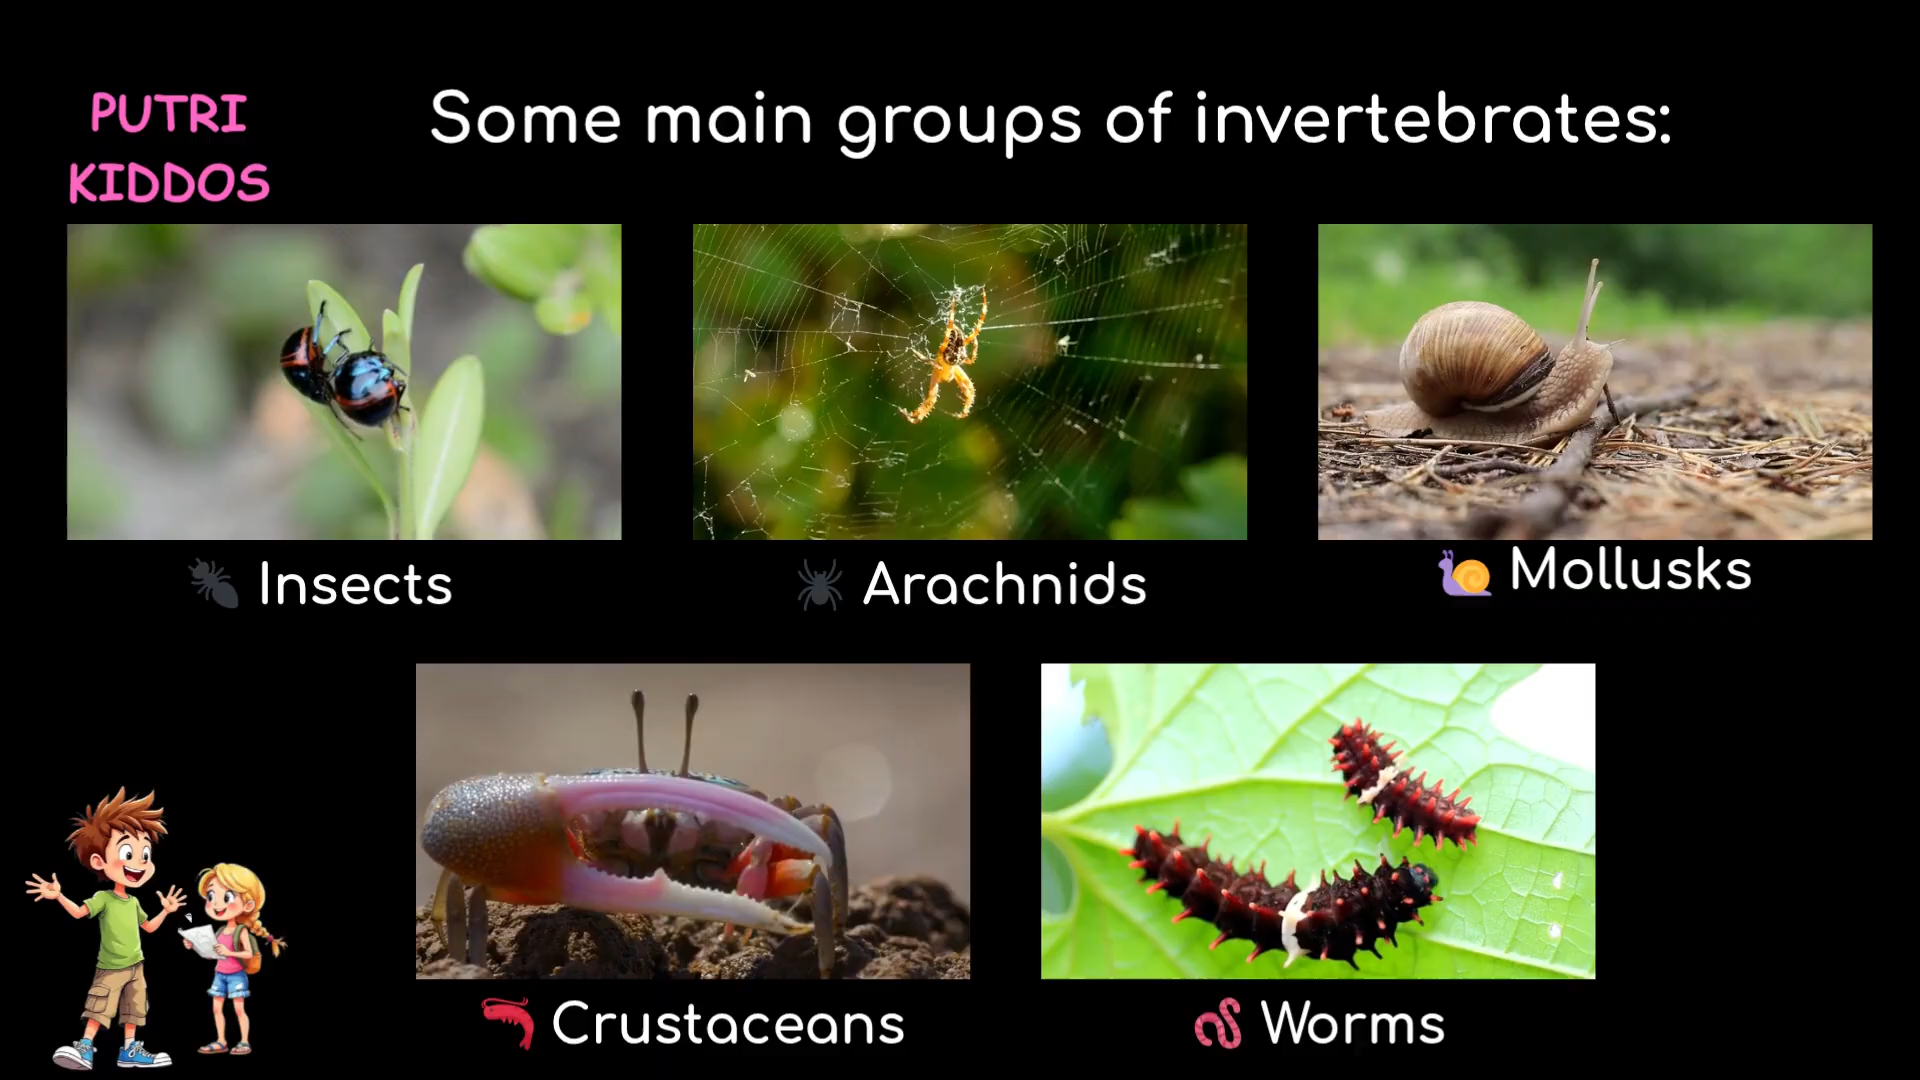 PUTRI
KIDDOS
Some main groups of invertebrates:
Insects
Arachnids
Mollusks
Crustaceans
Worms